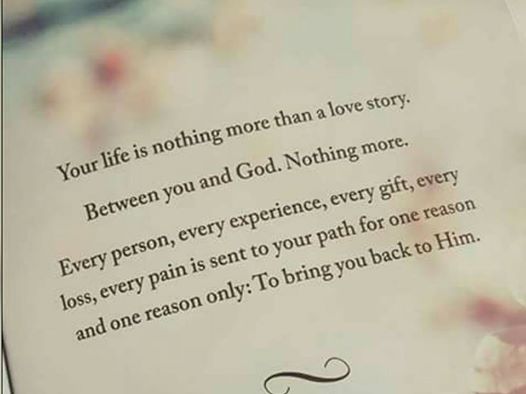 Your life is nothing more than a love story.
Between you and God. Nothing more.
Every person, every experience, every gift, every
loss, every pain is sent to your path for one reason
and one reason only: To bring you back to Him.